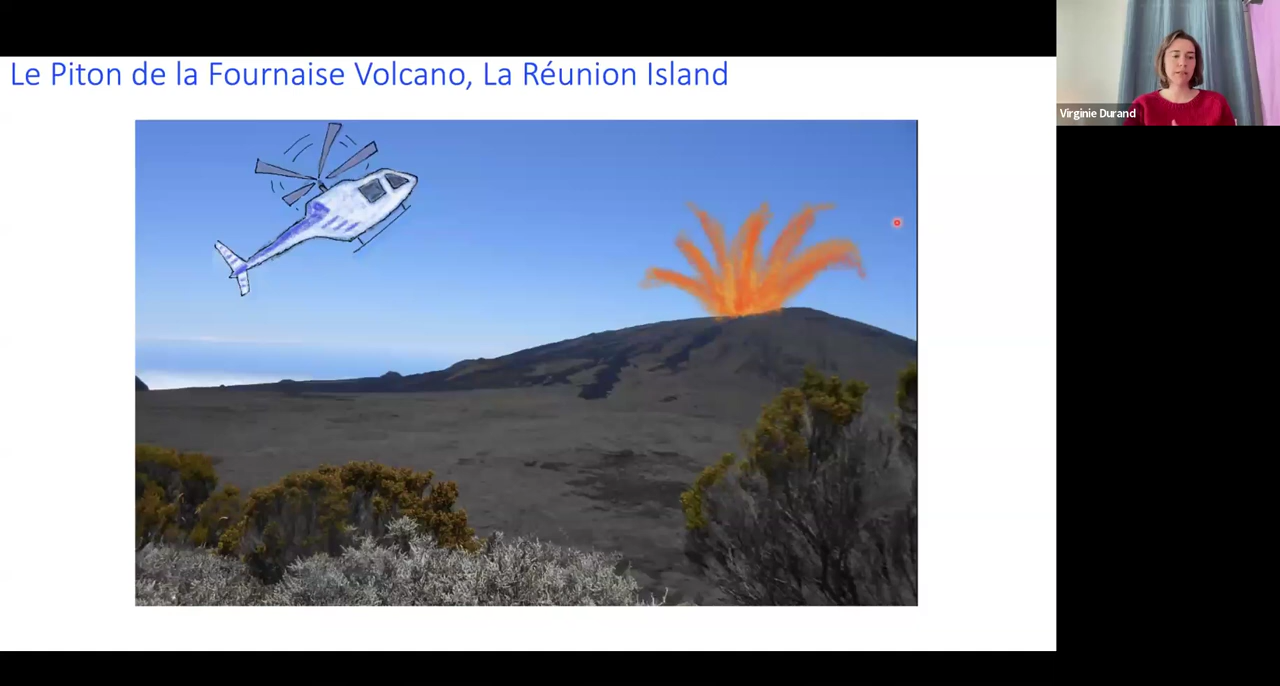 Le Piton de la Fournaise Volcano, La Réunion Island
Virginie Durand